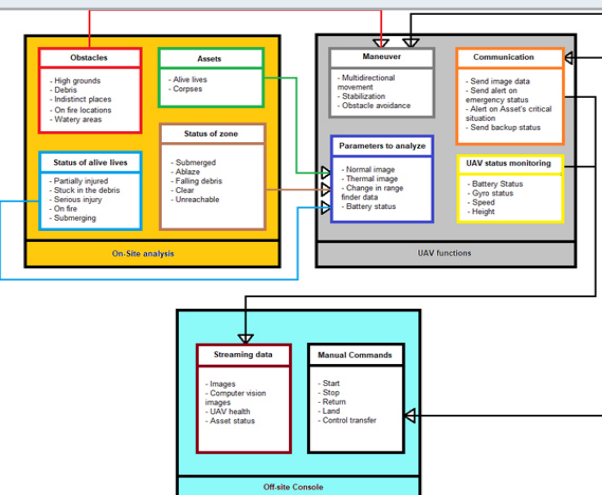 Obstacles
- High grounds
- Debris
- Indistinct places
- On fire locations
- Watery areas
Assets
- Alive lives
- Corpses
Status of zone
- Submerged
- Ablaze
- Falling debris
- Clear
- Unreachable
Status of alive lives
- Partially injured
- Stuck in the debris
- Serious injury
- On fire
- Submerging
On-Site analysis
Maneuver
- Multidirectional
movement
- Stabilization
- Obstacle avoidance
Communication
- Send image data
- Send alert on
emergency status
- Alert on Asset's critical
situation
- Send backup status
Parameters to analyze
- Normal image
- Thermal image
- Change in range
finder data
- Battery status
UAV status monitoring
- Battery Status
- Gyro status
- Speed
- Height
UAV functions
Streaming data
- Images
- Computer vision
images
- UAV health
- Asset status
Manual Commands
- Start
- Stop
- Return
- Land
- Control transfer
Off-site Console